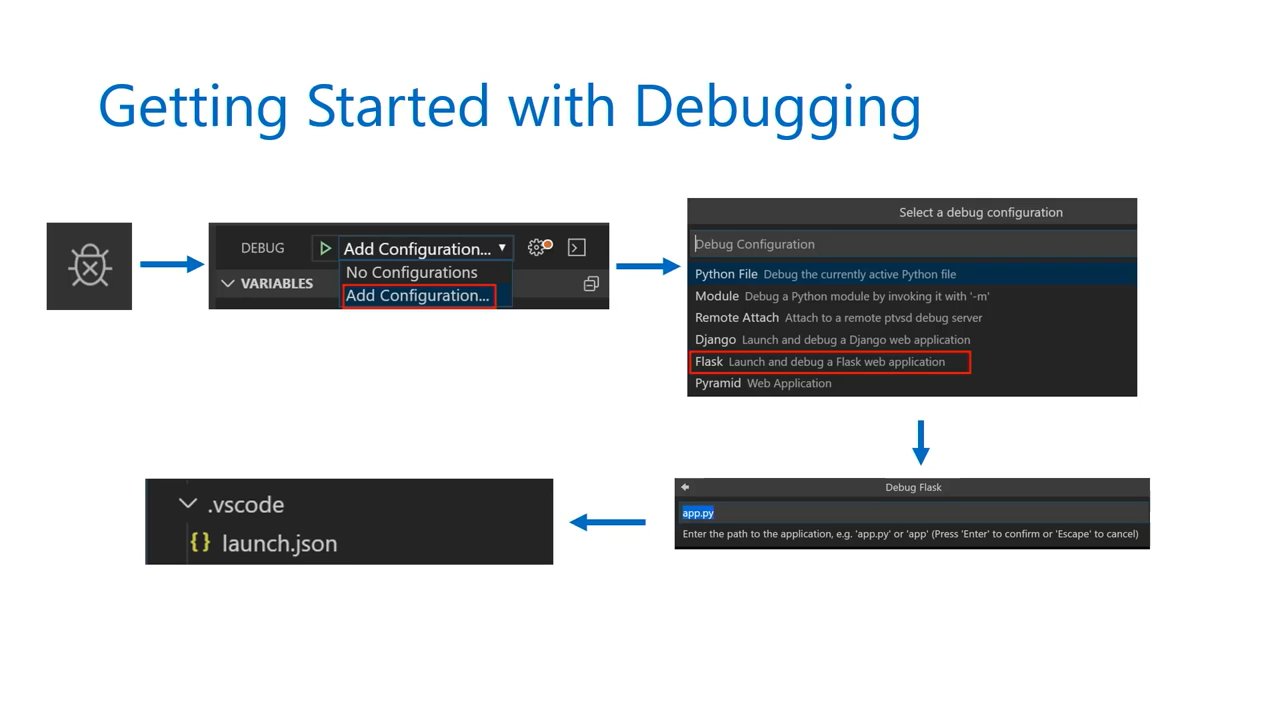 Getting Started with Debugging
DEBUG Add Configuration...
No Configurations
VARIABLES
Add Configuration...
Select a debug configuration
Debug Configuration
Python File Debug the currently active Python file
Module Debug a Python module by invoking it with '-m'
Remote Attach Attach to a remote ptvsd debug server
Django Launch and debug a Django web application
Flask Launch and debug a Flask web application
Pyramid Web Application
Debug Flask
app.py
Enter the path to the application, e.g. 'app.py' or 'app' (Press 'Enter' to confirm or 'Escape' to cancel)
.vscode
{} launch.json